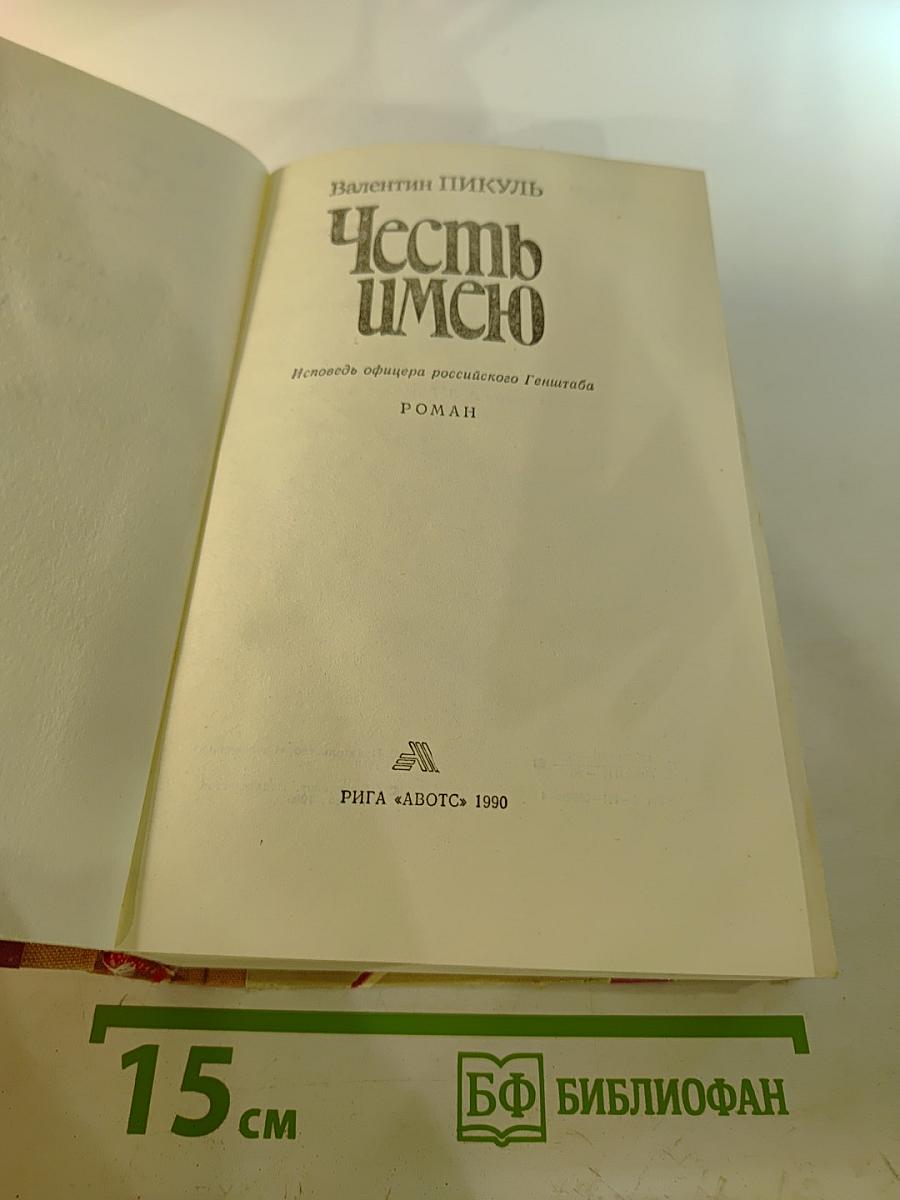 Валентин ПИКУЛЬ
Честь
имею
Исповедь офицера российского Генштаба
РОМАН
РИГА «АВОТС» 1990
15 см
БФ БИБЛИОФАН